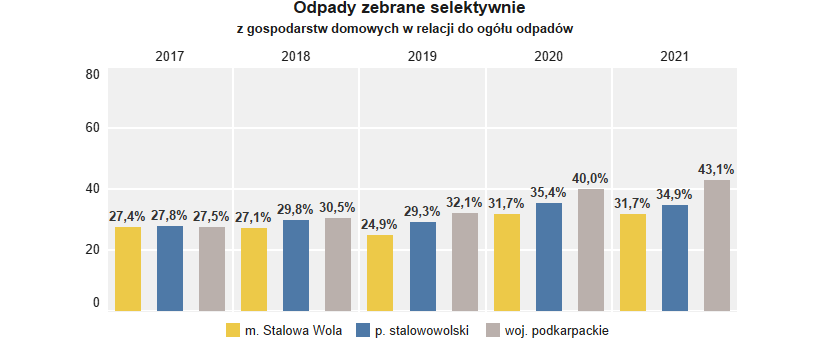 Odpady zebrane selektywnie
z gospodarstw domowych w relacji do ogółu odpadów
2017 2018 2019 2020 2021
80
60
40
20
0
27,4% 27,8% 27,5% 27,1% 29,8% 30,5% 24,9% 29,3% 32,1% 31,7% 35,4% 40,0% 31,7% 34,9% 43,1%
m. Stalowa Wola p. stalowowolski woj. podkarpackie